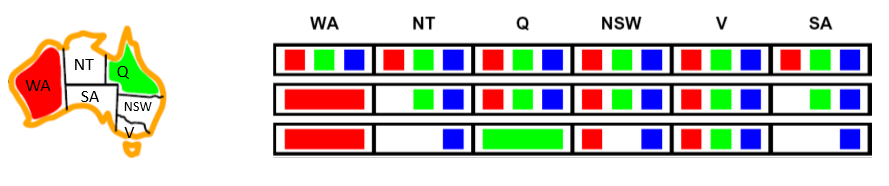 WA NT Q NSW V SA
NT
Q
WA
SA
NSW
V